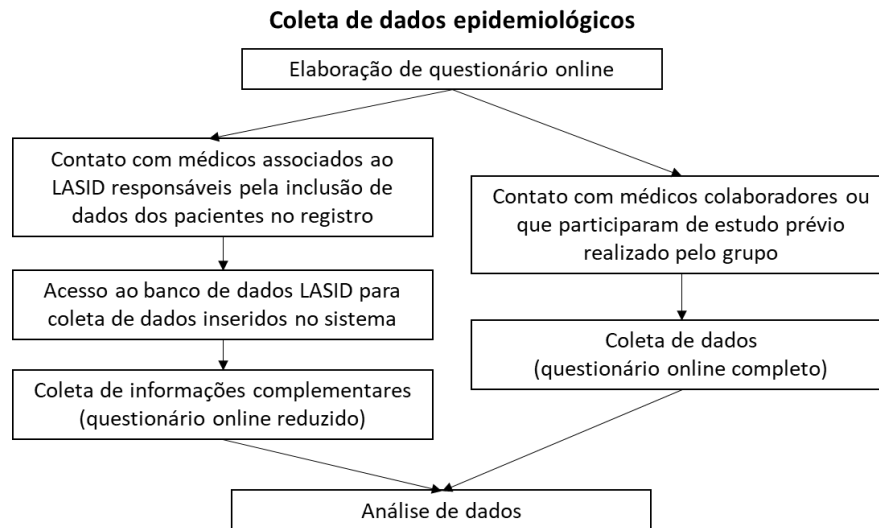 Coleta de dados epidemiológicos
Elaboração de questionário online
Contato com médicos associados ao
LASID responsáveis pela inclusão de
dados dos pacientes no registro
Acesso ao banco de dados LASID para
coleta de dados inseridos no sistema
Coleta de informações complementares
(questionário online reduzido)
Contato com médicos colaboradores ou
que participaram de estudo prévio
realizado pelo grupo
Coleta de dados
(questionário online completo)
Análise de dados